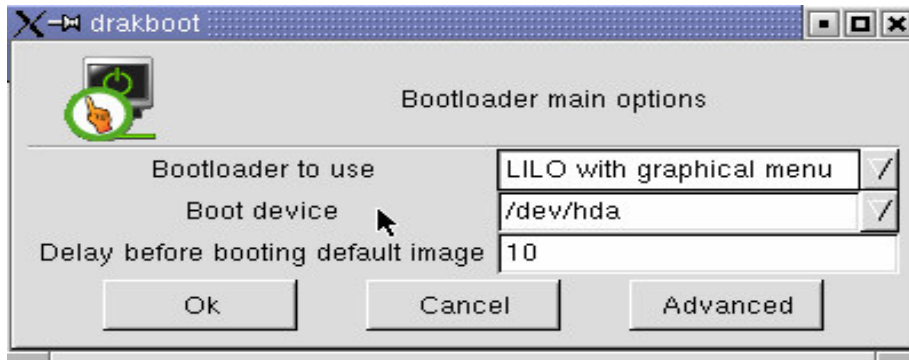 drakboot
Bootloader main options
Bootloader to use LILO with graphical menu
Boot device /dev/hda
Delay before booting default image 10
Ok Cancel Advanced